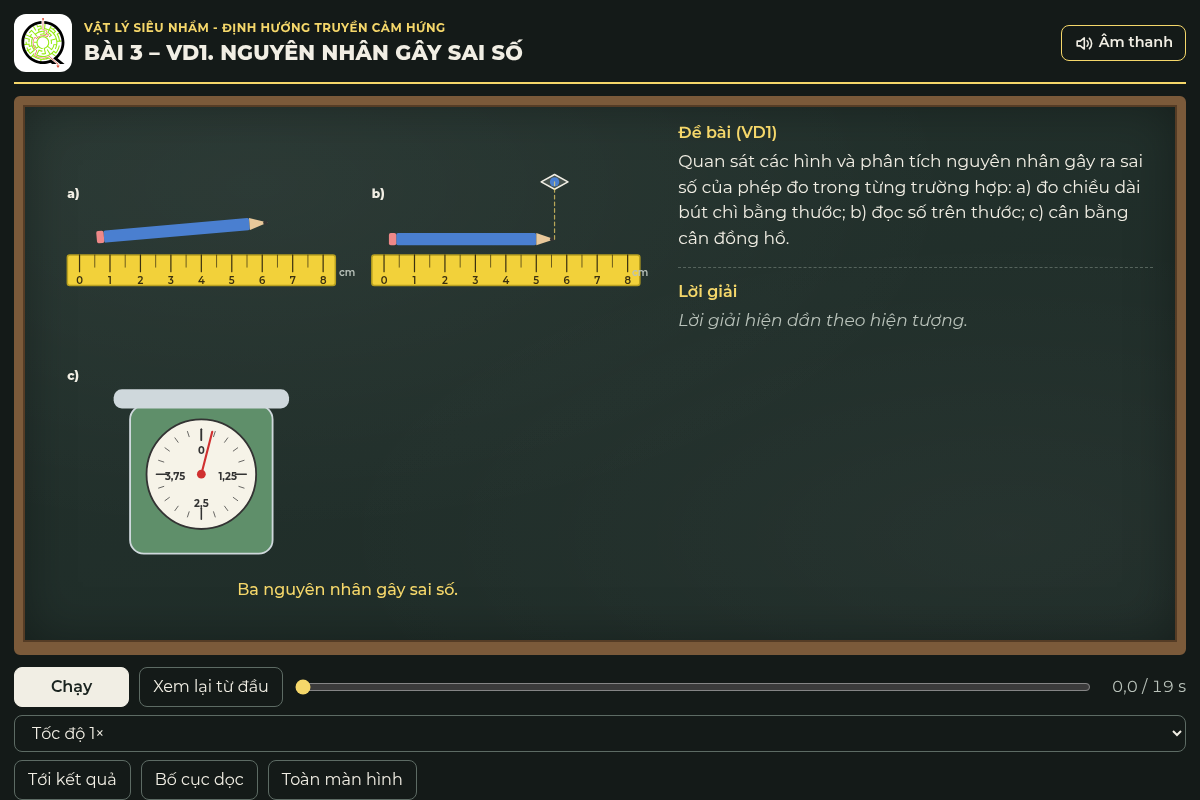 VẬT LÝ SIÊU NHẨM - ĐỊNH HƯỚNG TRUYỀN CẢM HỨNG
BÀI 3 – VD1. NGUYÊN NHÂN GÂY SAI SỐ
Âm thanh
a)
0 1 2 3 4 5 6 7 8 cm
b)
0 1 2 3 4 5 6 7 8 cm
c)
0
3,75 1,25
2,5
Ba nguyên nhân gây sai số.
Đề bài (VD1)
Quan sát các hình và phân tích nguyên nhân gây ra sai
số của phép đo trong từng trường hợp: a) đo chiều dài
bút chì bằng thước; b) đọc số trên thước; c) cân bằng
cân đồng hồ.
Lời giải
Lời giải hiện dần theo hiện tượng.
Chạy
Xem lại từ đầu
0,0 / 19 s
Tốc độ 1×
Tới kết quả
Bố cục dọc
Toàn màn hình